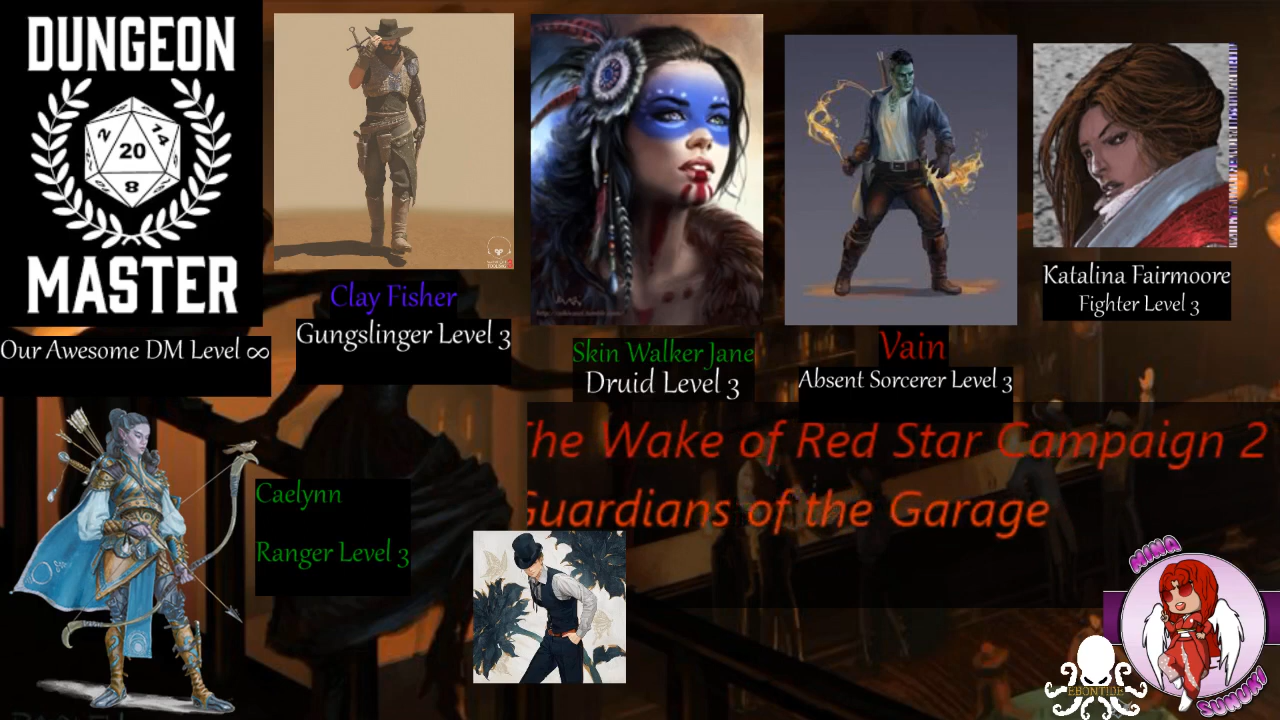 DUNGEON
20
14
2
8
MASTER
Our Awesome DM Level ∞
Clay Fisher
Gungslinger Level 3
Skin Walker Jane
Druid Level 3
Vain
Absent Sorcerer Level 3
Katalina Fairmoore
Fighter Level 3
The Wake of Red Star Campaign 2
Guardians of the Garage
Caelynn
Ranger Level 3
NINA
SUNUKI
EBONTIDE